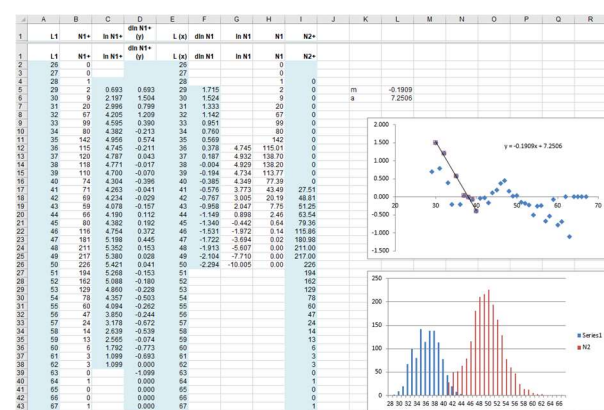 A B C D E F G H I J K L M N O P Q R
dln N1+
1 L1 N1+ ln N1+ (y) L (x) dln N1 ln N1 N1 N2+
dln N1+
1 L1 N1+ ln N1+ (y) L (x) dln N1 ln N1 N1 N2+
2 26 0 26 0
3 27 0 27 0
4 28 1 28 1 0
5 29 2 0.693 0.693 29 1.715 2 0 m -0.1909
6 30 9 2.197 1.504 30 1.524 9 0 a 7.2506
7 31 20 2.996 0.799 31 1.333 20 0
8 32 67 4.205 1.209 32 1.142 67 0
9 33 99 4.595 0.390 33 0.951 99 0
10 34 80 4.382 -0.213 34 0.760 80 0
11 35 142 4.956 0.574 35 0.569 142 0
12 36 115 4.745 -0.211 36 0.378 4.745 115.01 0
13 37 120 4.787 0.043 37 0.187 4.932 138.70 0
14 38 118 4.771 -0.017 38 -0.004 4.929 138.20 0
15 39 110 4.700 -0.070 39 -0.194 4.734 113.77 0
16 40 74 4.304 -0.396 40 -0.385 4.349 77.39 0
17 41 71 4.263 -0.041 41 -0.576 3.773 43.49 27.51
18 42 69 4.234 -0.029 42 -0.767 3.005 20.19 48.81
19 43 59 4.078 -0.157 43 -0.958 2.047 7.75 51.25
20 44 66 4.190 0.112 44 -1.149 0.898 2.46 63.54
21 45 80 4.382 0.192 45 -1.340 -0.442 0.64 79.36
22 46 116 4.754 0.372 46 -1.531 -1.972 0.14 115.86
23 47 181 5.198 0.445 47 -1.722 -3.694 0.02 180.98
24 48 211 5.352 0.153 48 -1.913 -5.607 0.00 211.00
25 49 217 5.380 0.028 49 -2.104 -7.710 0.00 217.00
26 50 226 5.421 0.041 50 -2.294 -10.005 0.00 226
27 51 194 5.268 -0.153 51 194
28 52 162 5.088 -0.180 52 162
29 53 129 4.860 -0.228 53 129
30 54 78 4.357 -0.503 54 78
31 55 60 4.094 -0.262 55 60
32 56 47 3.850 -0.244 56 47
33 57 24 3.178 -0.672 57 24
34 58 14 2.639 -0.539 58 14
35 59 13 2.565 -0.074 59 13
36 60 6 1.792 -0.773 60 6
37 61 3 1.099 -0.693 61 3
38 62 3 1.099 0.000 62 3
39 63 0 -1.099 63 0
40 64 1 0.000 64 1
41 65 0 0.000 65 0
42 66 0 0.000 66 0
43 67 1 0.000 67 1
2.000
1.500
y = -0.1909x + 7.2506
1.000
0.500
0.000
20 30 40 50 60 70
-0.500
-1.000
-1.500
250
200
150
Series1
100
N2
50
0
28 30 32 34 36 38 40 42 44 46 48 50 52 54 56 58 60 62 64 66